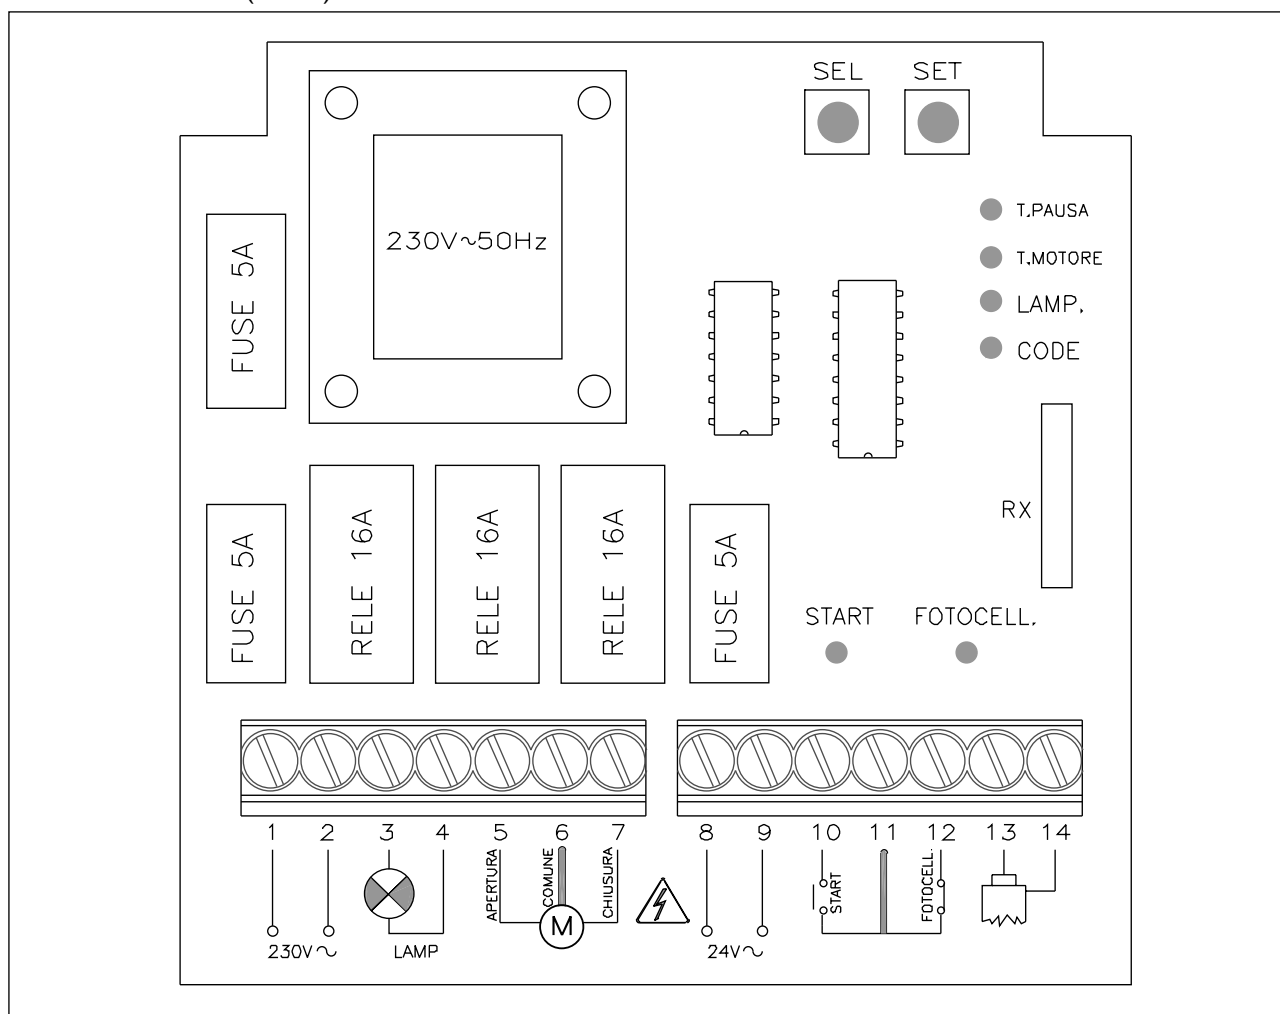 SEL SET
T.PAUSA
230V~50Hz
T.MOTORE
FUSE 5A
LAMP.
CODE
RX
FUSE 5A
RELE 16A
RELE 16A
RELE 16A
FUSE 5A
START FOTOCELL.
1 2 3 4 5 6 7 8 9 10 11 12 13 14
APERTURA
COMUNE
CHIUSURA
START
FOTOCELL.
M
230V~ LAMP 24V~